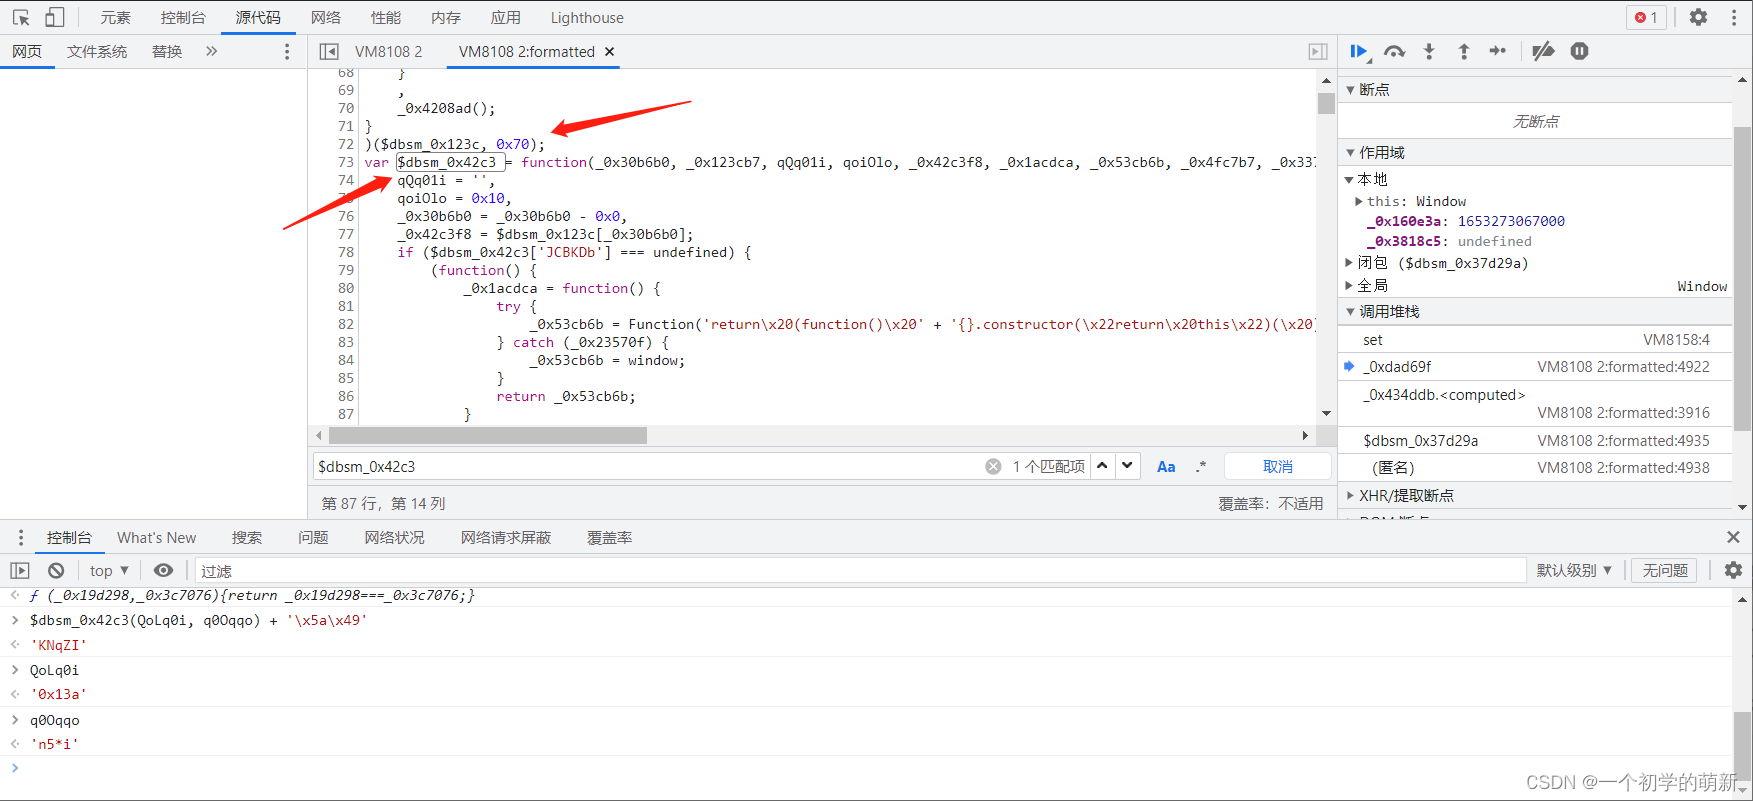 元素 控制台 源代码 网络 性能 内存 应用 Lighthouse 1
网页 文件系统 替换 » VM8108 2 VM8108 2:formatted ×
68 }
69 ,
70 _0x4208ad();
71 }
72 )($dbsm_0x123c, 0x70);
73 var $dbsm_0x42c3 = function(_0x30b6b0, _0x123cb7, qQq01i, qoiOlo, _0x42c3f8, _0x1acdca, _0x53cb6b, _0x4fc7b7, _0x337
74 qQq01i = '',
qoiOlo = 0x10,
76 _0x30b6b0 = _0x30b6b0 - 0x0,
77 _0x42c3f8 = $dbsm_0x123c[_0x30b6b0];
78 if ($dbsm_0x42c3['JCBKDb'] === undefined) {
79 (function() {
80 _0x1acdca = function() {
81 try {
82 _0x53cb6b = Function('return\x20(function()\x20' + '{}.constructor(\x22return\x20this\x22)(\x20)
83 } catch (_0x23570f) {
84 _0x53cb6b = window;
85 }
86 return _0x53cb6b;
87 }
$dbsm_0x42c3 1 个匹配项 Aa .* 取消
第 87 行，第 14 列 覆盖率：不适用
断点
无断点
作用域
本地
this: Window
_0x160e3a: 1653273067000
_0x3818c5: undefined
闭包 ($dbsm_0x37d29a)
全局 Window
调用堆栈
set VM8158:4
_0xdad69f VM8108 2:formatted:4922
_0x434ddb.<computed>
VM8108 2:formatted:3916
$dbsm_0x37d29a VM8108 2:formatted:4935
（匿名） VM8108 2:formatted:4938
XHR/提取断点
控制台 What's New 搜索 问题 网络状况 网络请求屏蔽 覆盖率
top ▼ 过滤 默认级别 ▼ 无问题
ƒ (_0x19d298,_0x3c7076){return _0x19d298===_0x3c7076;}
$dbsm_0x42c3(QoLq0i, q0Oqqo) + '\x5a\x49'
'KNqZI'
QoLq0i
'0x13a'
q0Oqqo
'n5*i'
CSDN @一个初学的萌新